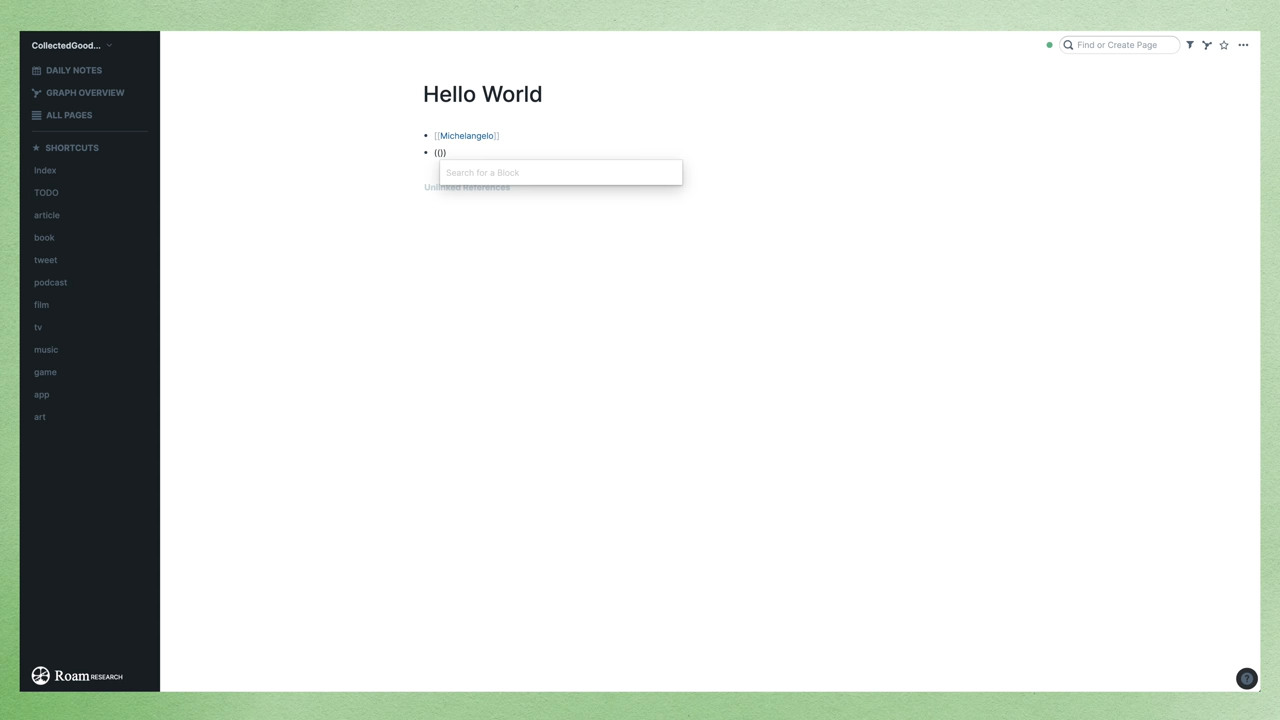 CollectedGood...
DAILY NOTES
GRAPH OVERVIEW
ALL PAGES
SHORTCUTS
Index
TODO
article
book
tweet
podcast
film
tv
music
game
app
art
Roam RESEARCH
Find or Create Page
Hello World
[[Michelangelo]]
(())
Search for a Block
Unlinked References
?